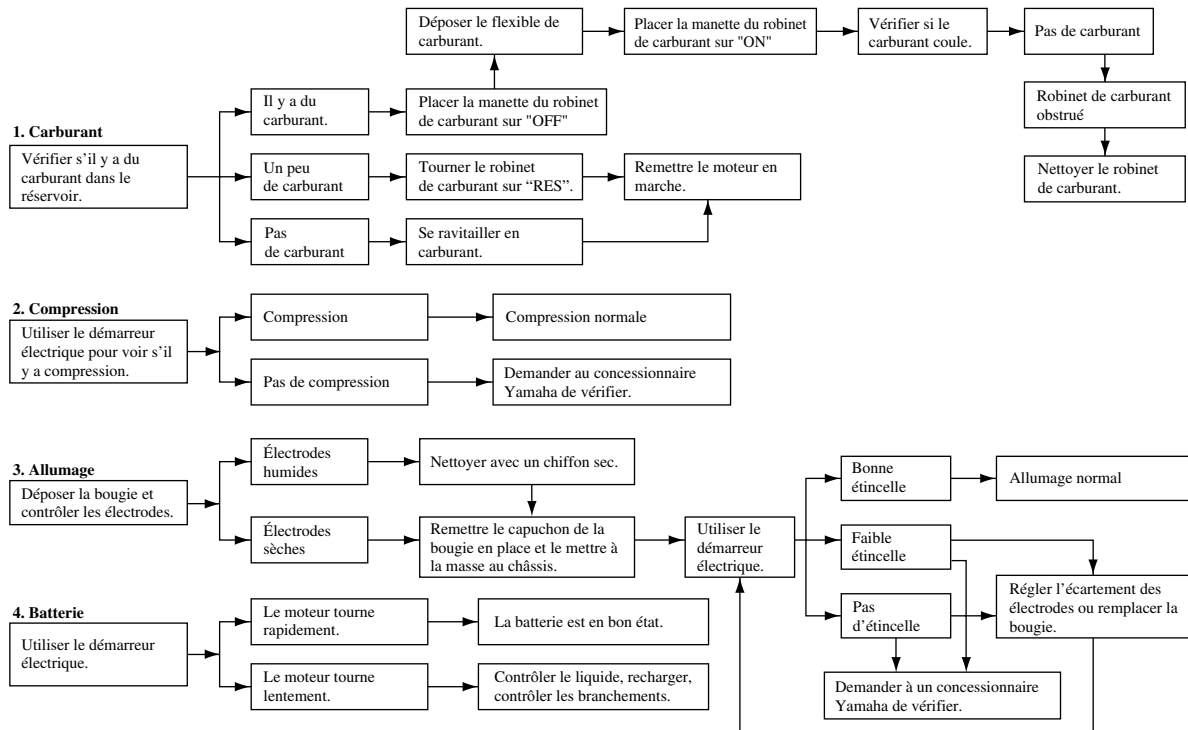 1. Carburant
Vérifier s’il y a du
carburant dans le
réservoir.
Il y a du
carburant.
Placer la manette du robinet
de carburant sur "OFF"
Déposer le flexible de
carburant.
Placer la manette du robinet
de carburant sur "ON"
Vérifier si le
carburant coule.
Pas de carburant
Robinet de carburant
obstrué
Nettoyer le robinet
de carburant.
Un peu
de carburant
Tourner le robinet
de carburant sur “RES”.
Remettre le moteur en
marche.
Pas
de carburant
Se ravitailler en
carburant.
2. Compression
Utiliser le démarreur
électrique pour voir s’il
y a compression.
Compression
Compression normale
Pas de compression
Demander au concessionnaire
Yamaha de vérifier.
3. Allumage
Déposer la bougie et
contrôler les électrodes.
Électrodes
humides
Nettoyer avec un chiffon sec.
Électrodes
sèches
Remettre le capuchon de la
bougie en place et le mettre à
la masse au châssis.
Utiliser le
démarreur
électrique.
Bonne
étincelle
Allumage normal
Faible
étincelle
Pas
d’étincelle
Régler l’écartement des
électrodes ou remplacer la
bougie.
Demander à un concessionnaire
Yamaha de vérifier.
4. Batterie
Utiliser le démarreur
électrique.
Le moteur tourne
rapidement.
La batterie est en bon état.
Le moteur tourne
lentement.
Contrôler le liquide, recharger,
contrôler les branchements.